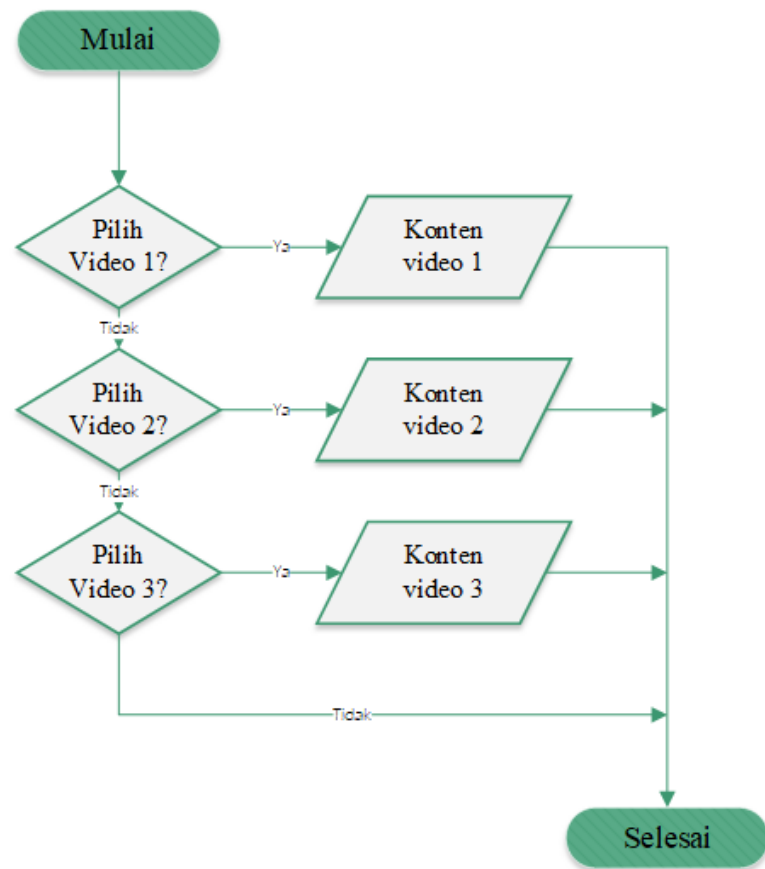 Mulai
Pilih
Video 1?
Ya
Konten
video 1
Tidak
Pilih
Video 2?
Ya
Konten
video 2
Tidak
Pilih
Video 3?
Ya
Konten
video 3
Tidak
Selesai